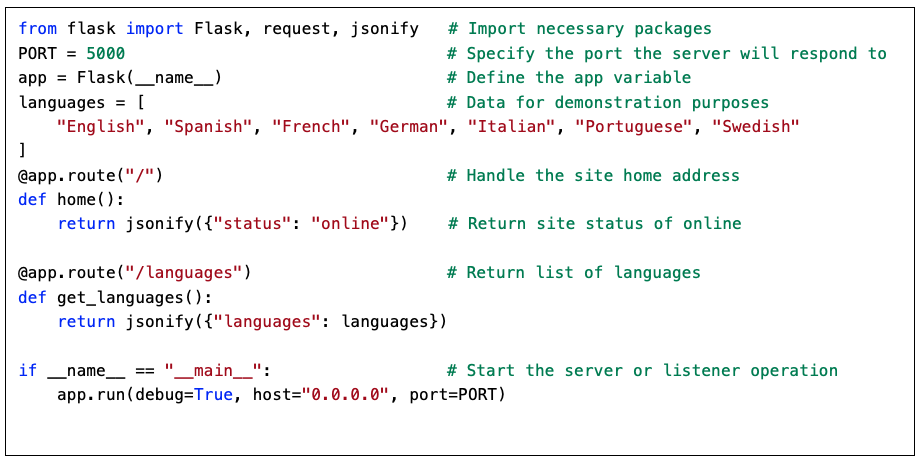 from flask import Flask, request, jsonify   # Import necessary packages
PORT = 5000                                 # Specify the port the server will respond to
app = Flask(__name__)                       # Define the app variable
languages = [                               # Data for demonstration purposes
    "English", "Spanish", "French", "German", "Italian", "Portuguese", "Swedish"
]
@app.route("/")                             # Handle the site home address
def home():
    return jsonify({"status": "online"})    # Return site status of online

@app.route("/languages")                    # Return list of languages
def get_languages():
    return jsonify({"languages": languages})

if __name__ == "__main__":                  # Start the server or listener operation
    app.run(debug=True, host="0.0.0.0", port=PORT)